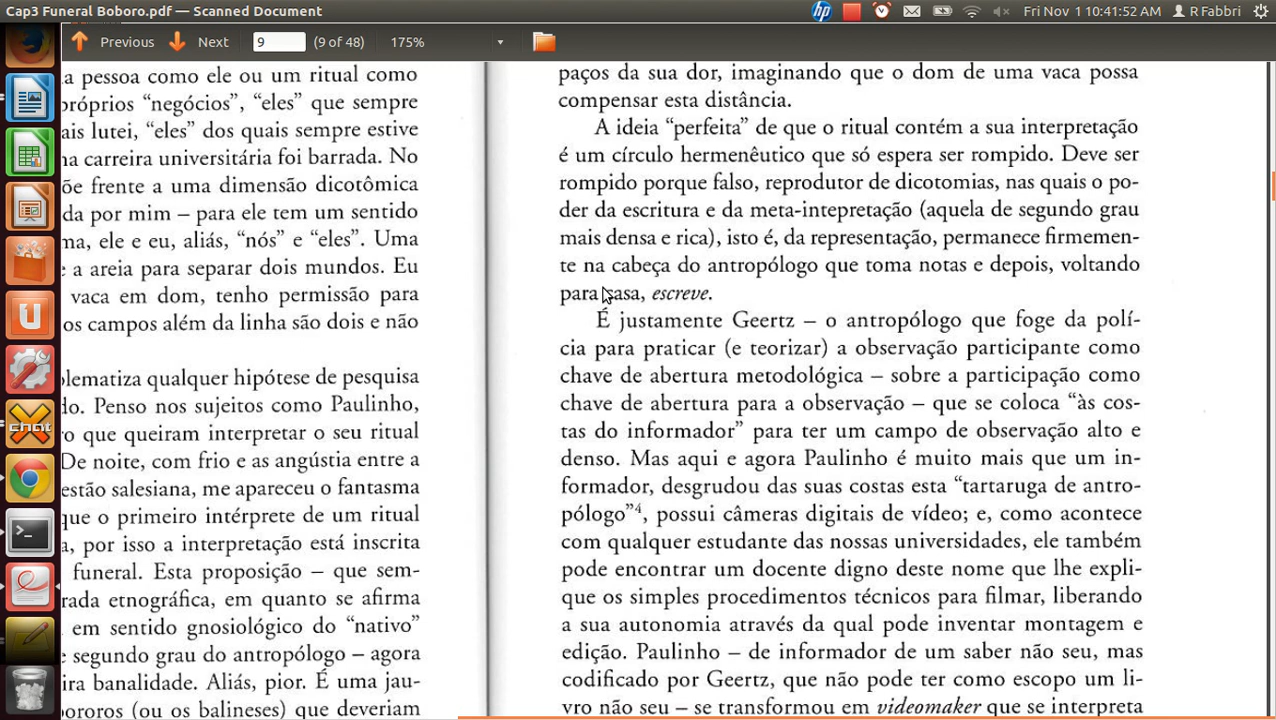 Cap3 Funeral Boboro.pdf — Scanned Document
Fri Nov 1 10:41:52 AM
R Fabbri
Previous
Next
9
(9 of 48)
175%
a pessoa como ele ou um ritual como
próprios “negócios”, “eles” que sempre
ais lutei, “eles” dos quais sempre estive
na carreira universitária foi barrada. No
õe frente a uma dimensão dicotômica
da por mim – para ele tem um sentido
ma, ele e eu, aliás, “nós” e “eles”. Uma
e a areia para separar dois mundos. Eu
vaca em dom, tenho permissão para
os campos além da linha são dois e não
blematiza qualquer hipótese de pesquisa
do. Penso nos sujeitos como Paulinho,
ro que queiram interpretar o seu ritual
De noite, com frio e as angústia entre a
estão salesiana, me apareceu o fantasma
que o primeiro intérprete de um ritual
a, por isso a interpretação está inscrita
funeral. Esta proposição – que sem-
rada etnográfica, em quanto se afirma
em sentido gnosiológico do “nativo”
e segundo grau do antropólogo – agora
ira banalidade. Aliás, pior. É uma jau-
bororos (ou os balineses) que deveriam
paços da sua dor, imaginando que o dom de uma vaca possa
compensar esta distância.
A ideia “perfeita” de que o ritual contém a sua interpretação
é um círculo hermenêutico que só espera ser rompido. Deve ser
rompido porque falso, reprodutor de dicotomias, nas quais o po-
der da escritura e da meta-intepretação (aquela de segundo grau
mais densa e rica), isto é, da representação, permanece firmemen-
te na cabeça do antropólogo que toma notas e depois, voltando
para casa, escreve.
É justamente Geertz – o antropólogo que foge da polí-
cia para praticar (e teorizar) a observação participante como
chave de abertura metodológica – sobre a participação como
chave de abertura para a observação – que se coloca “às cos-
tas do informador” para ter um campo de observação alto e
denso. Mas aqui e agora Paulinho é muito mais que um in-
formador, desgrudou das suas costas esta “tartaruga de antro-
pólogo”4, possui câmeras digitais de vídeo; e, como acontece
com qualquer estudante das nossas universidades, ele também
pode encontrar um docente digno deste nome que lhe expli-
que os simples procedimentos técnicos para filmar, liberando
a sua autonomia através da qual pode inventar montagem e
edição. Paulinho – de informador de um saber não seu, mas
codificado por Geertz, que não pode ter como escopo um li-
vro não seu – se transformou em videomaker que se interpreta
hp
U
chat